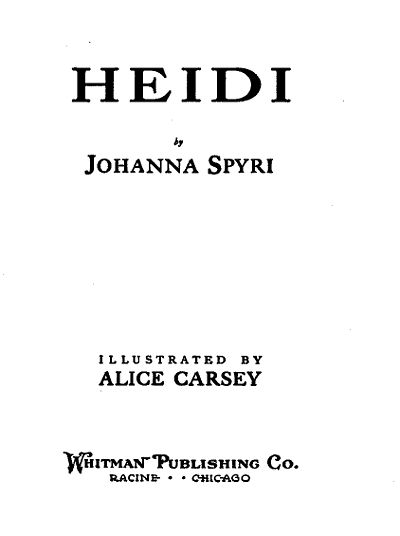 HEIDI
by
JOHANNA SPYRI
ILLUSTRATED BY
ALICE CARSEY
WHITMAN PUBLISHING CO.
RACINE · · CHICAGO